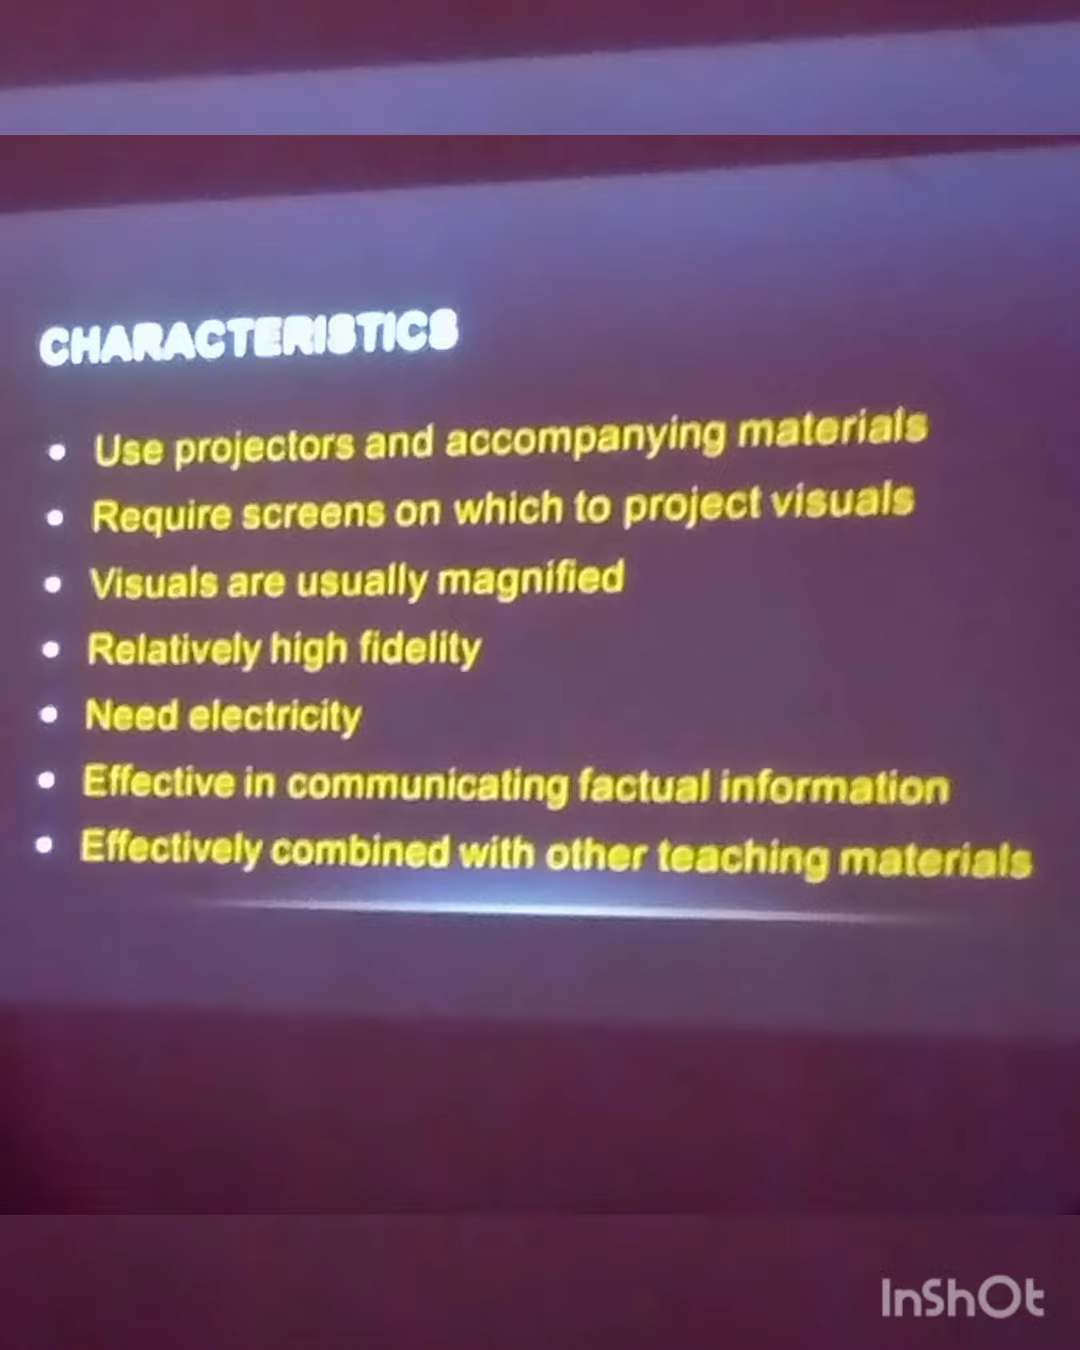 CHARACTERISTICS
• Use projectors and accompanying materials
• Require screens on which to project visuals
• Visuals are usually magnified
• Relatively high fidelity
• Need electricity
• Effective in communicating factual information
• Effectively combined with other teaching materials
InShOt